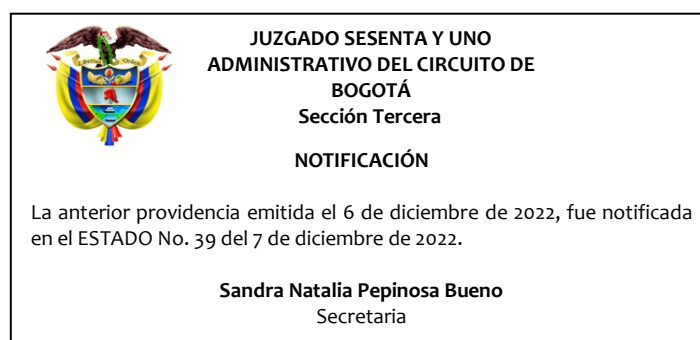 JUZGADO SESENTA Y UNO
ADMINISTRATIVO DEL CIRCUITO DE
BOGOTÁ
Sección Tercera
NOTIFICACIÓN
La anterior providencia emitida el 6 de diciembre de 2022, fue notificada
en el ESTADO No. 39 del 7 de diciembre de 2022.
Sandra Natalia Pepinosa Bueno
Secretaria